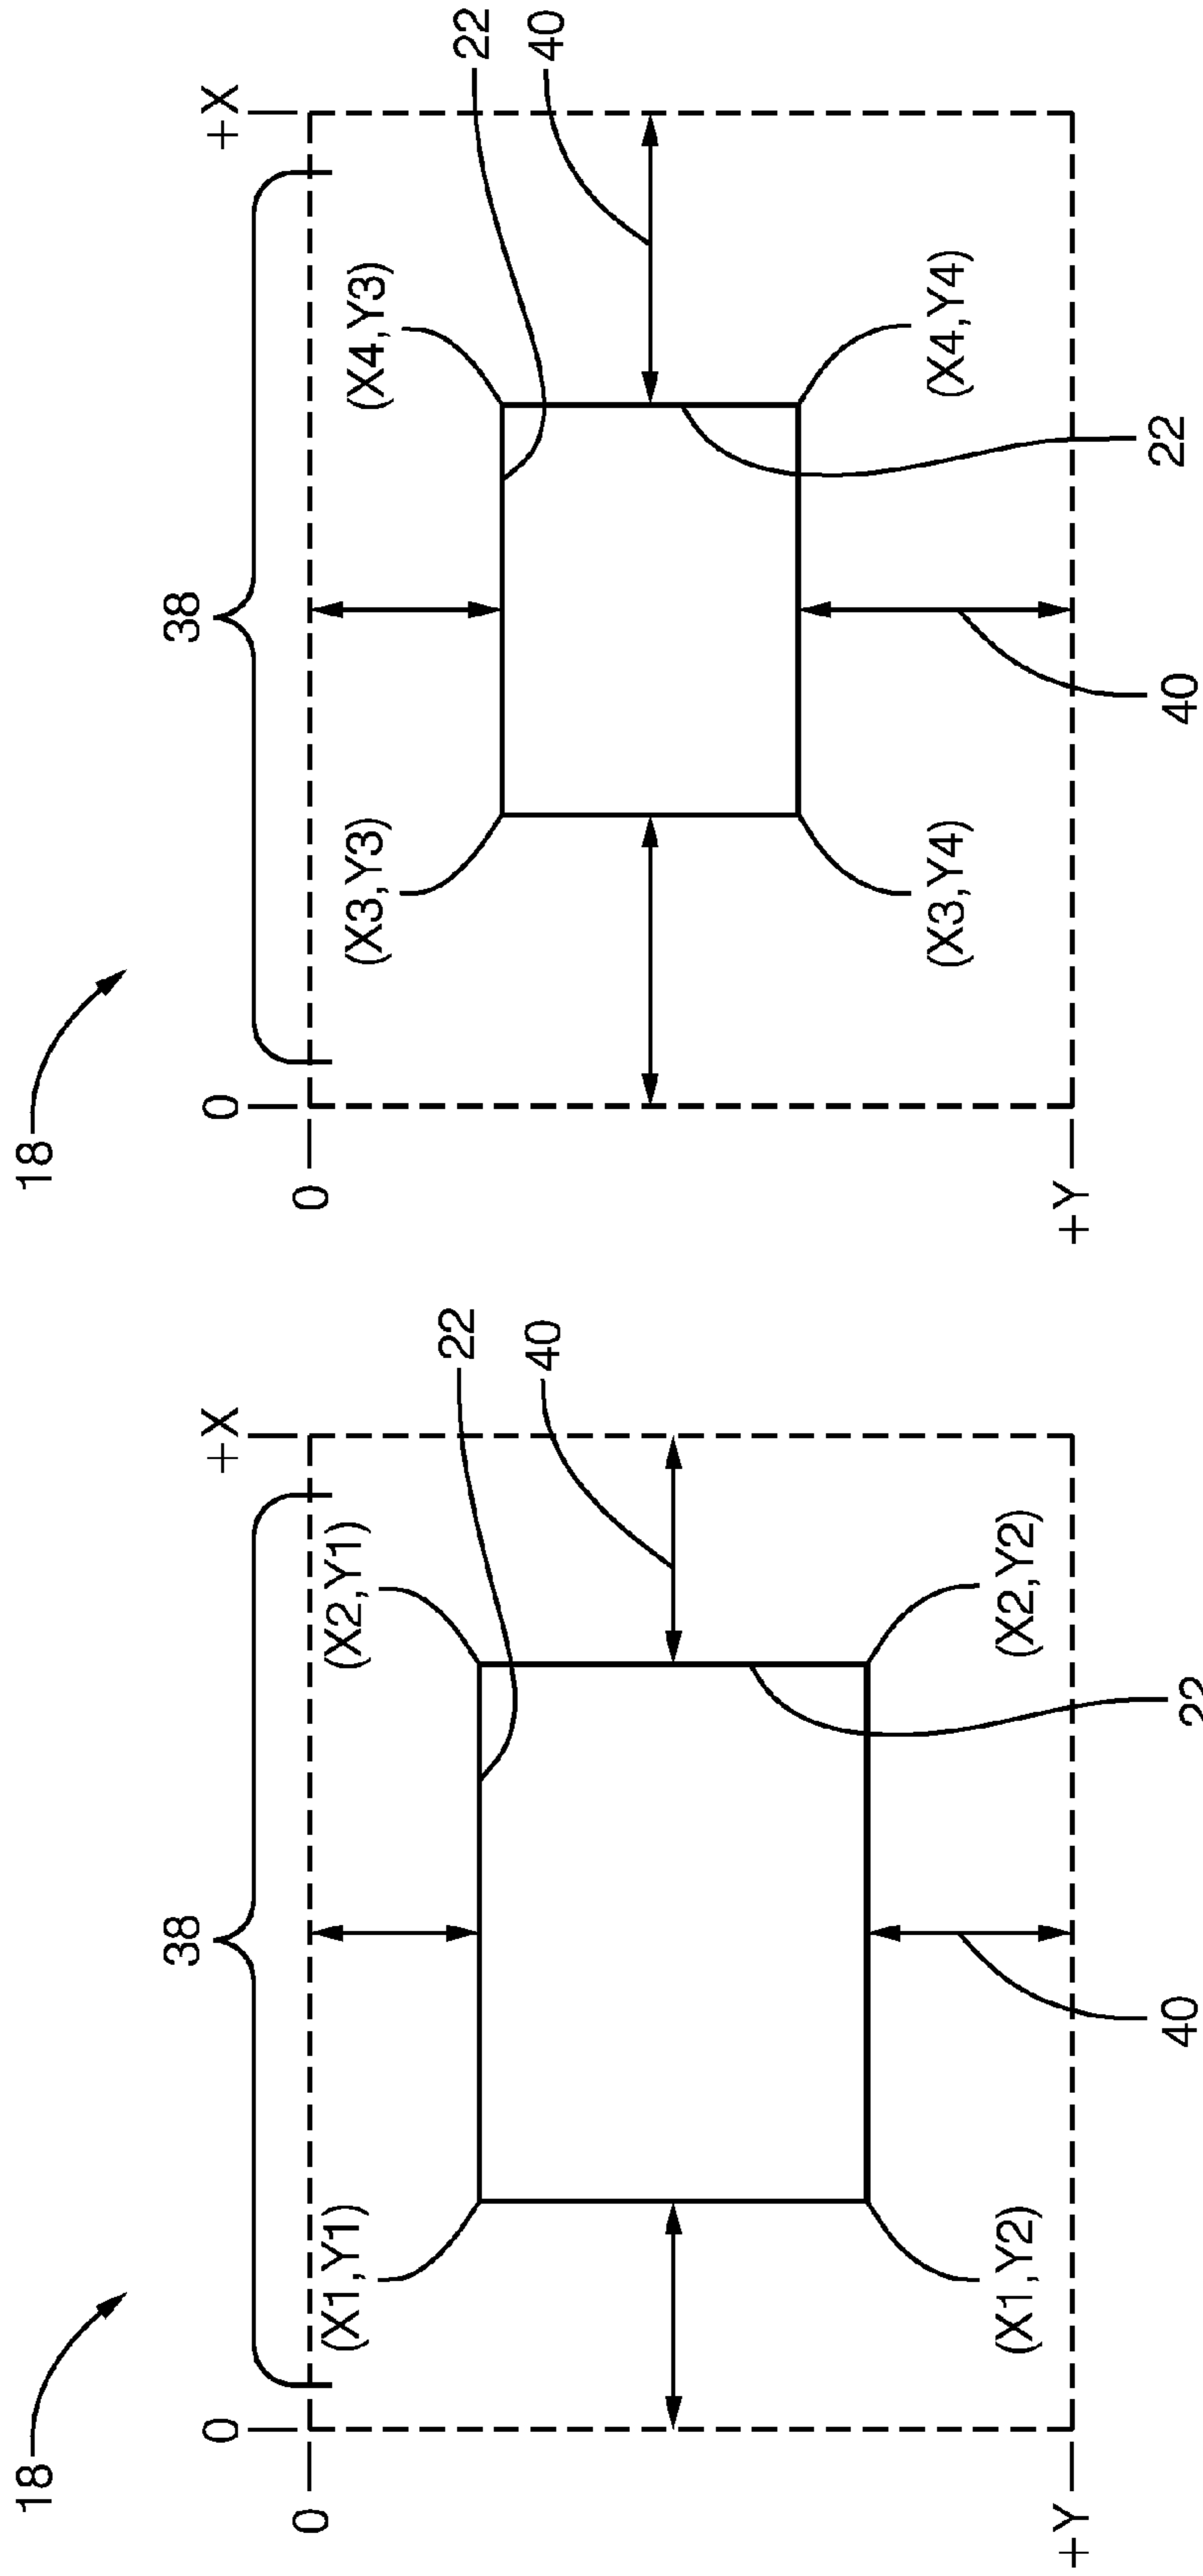 18
38
0
+X
0
(X1,Y1)
(X2,Y1)
22
40
(X1,Y2)
(X2,Y2)
+Y
40
22
18
38
0
+X
0
(X3,Y3)
(X4,Y3)
22
40
(X3,Y4)
(X4,Y4)
+Y
40
22